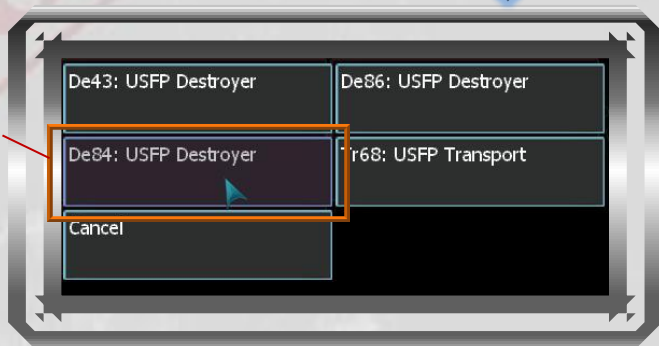 De43: USFP Destroyer
De86: USFP Destroyer
De84: USFP Destroyer
Tr68: USFP Transport
Cancel